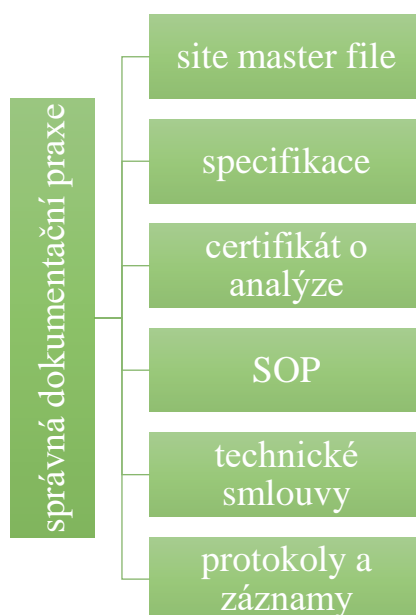 správná dokumentační praxe
site master file
specifikace
certifikát o
analýze
SOP
technické
smlouvy
protokoly a
záznamy